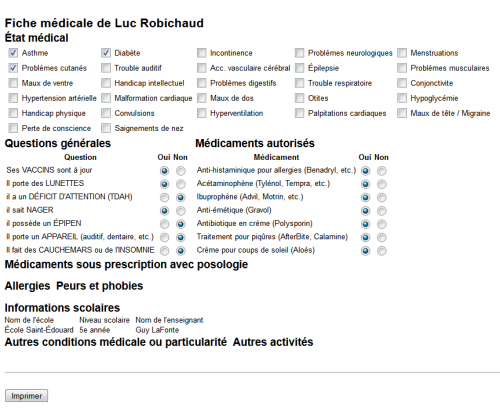 Fiche médicale de Luc Robichaud
État médical
Asthme Diabète Incontinence Problèmes neurologiques Menstruations
Problèmes cutanés Trouble auditif Acc. vasculaire cérébral Épilepsie Problèmes musculaires
Maux de ventre Handicap intellectuel Problèmes digestifs Trouble respiratoire Conjonctivite
Hypertension artérielle Malformation cardiaque Maux de dos Otites Hypoglycémie
Handicap physique Convulsions Hyperventilation Palpitations cardiaques Maux de tête / Migraine
Perte de conscience Saignements de nez
Questions générales Médicaments autorisés
Question Oui Non Médicament Oui Non
Ses VACCINS sont à jour Anti-histaminique pour allergies (Benadryl, etc.)
Il porte des LUNETTES Acétaminophène (Tylénol, Tempra, etc.)
il a un DÉFICIT D'ATTENTION (TDAH) Ibuprophène (Advil, Motrin, etc.)
il sait NAGER Anti-émétique (Gravol)
il possède un ÉPIPEN Antibiotique en crème (Polysporin)
Il porte un APPAREIL (auditif, dentaire, etc.) Traitement pour piqûres (AfterBite, Calamine)
Il fait des CAUCHEMARS ou de l'INSOMNIE Crème pour coups de soleil (Aloès)
Médicaments sous prescription avec posologie
Allergies Peurs et phobies
Informations scolaires
Nom de l'école Niveau scolaire Nom de l'enseignant
École Saint-Édouard 5e année Guy LaFonte
Autres conditions médicale ou particularité Autres activités
Imprimer